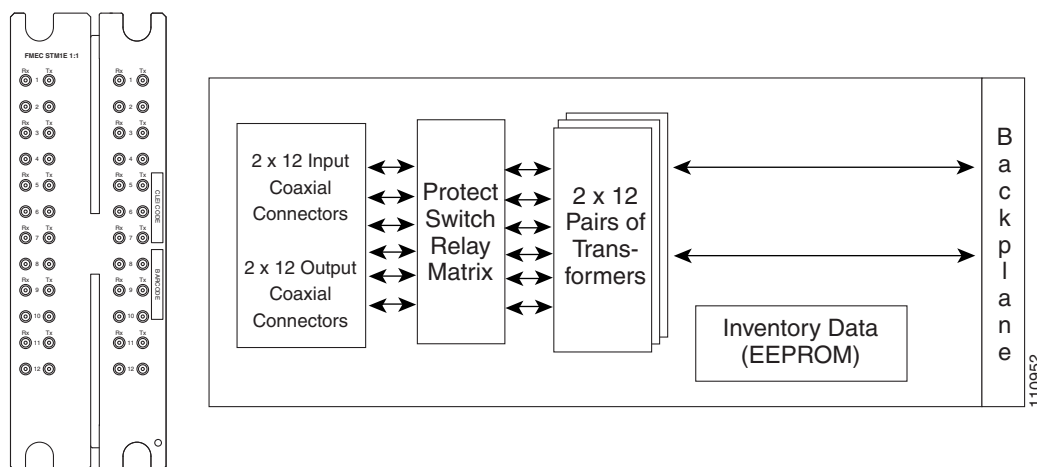 FMEC STM1E 1:1
Rx 1 Tx
2
Rx 3 Tx
4
Rx 5 Tx
6
Rx 7 Tx
8
Rx 9 Tx
10
Rx 11 Tx
12
Rx 1 Tx
2
Rx 3 Tx
4
Rx 5 Tx
6
Rx 7 Tx
8
Rx 9 Tx
10
Rx 11 Tx
12
CLEI CODE
BARCODE
2 x 12 Input
Coaxial
Connectors
2 x 12 Output
Coaxial
Connectors
Protect
Switch
Relay
Matrix
2 x 12
Pairs of
Trans-
formers
Inventory Data
(EEPROM)
Backplane
110952